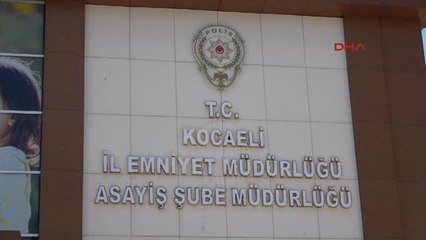 POLİS
DHA
T.C.
KOCAELİ
İL EMNİYET MÜDÜRLÜĞÜ
ASAYİŞ ŞUBE MÜDÜRLÜĞÜ